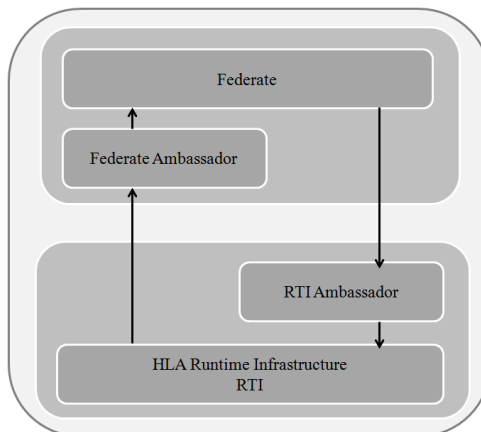 Federate
Federate Ambassador
RTI Ambassador
HLA Runtime Infrastructure
RTI